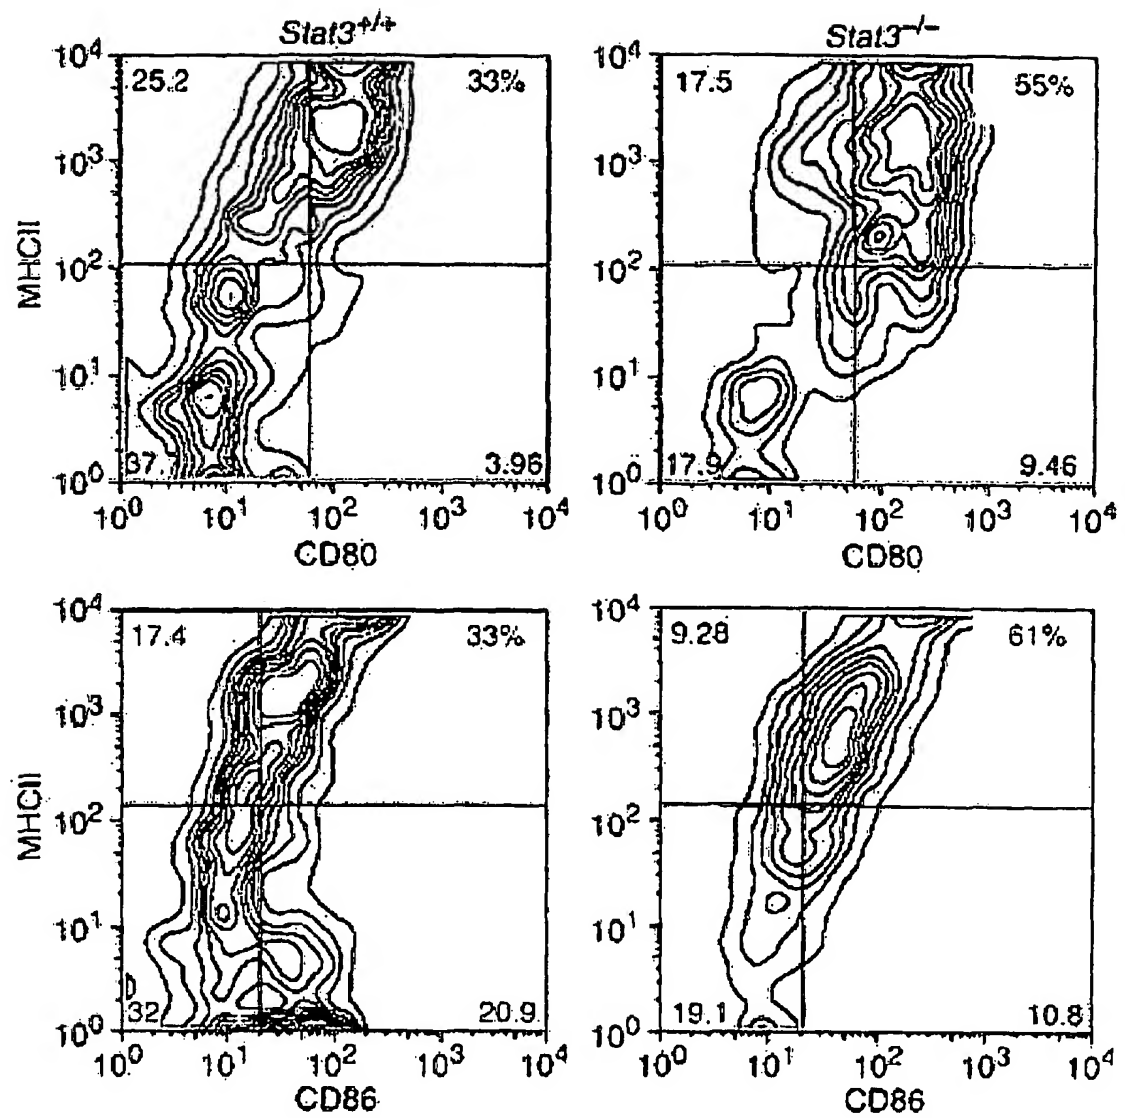 Stat3+/+ Stat3−/−
10⁴ 25.2 33% 10⁴ 17.5 55%
10³ 10³
MHCII 10² 10²
10¹ 10¹
37. 3.96 17.9 9.46
10⁰ 10⁰
10⁰ 10¹ 10² 10³ 10⁴ 10⁰ 10¹ 10² 10³ 10⁴
CD80 CD80
10⁴ 17.4 33% 10⁴ 9.28 61%
10³ 10³
MHCII 10² 10²
10¹ 10¹
32 20.9 19.1 10.8
10⁰ 10⁰
10⁰ 10¹ 10² 10³ 10⁴ 10⁰ 10¹ 10² 10³ 10⁴
CD86 CD86